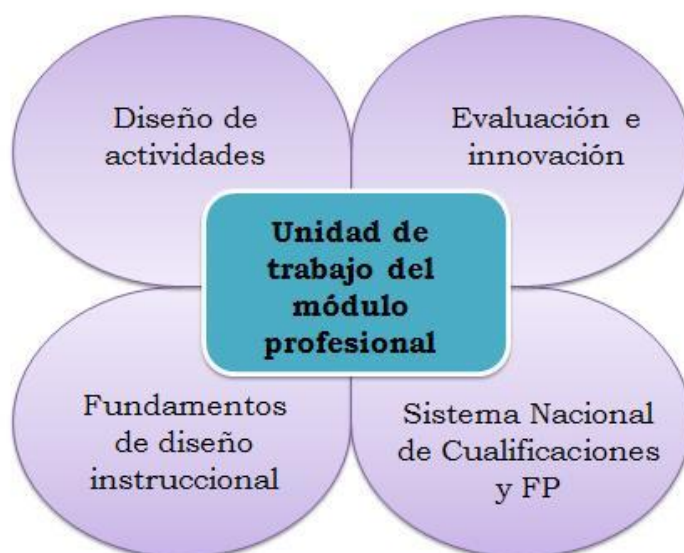 Diseño de
actividades
Evaluación e
innovación
Unidad de
trabajo del
módulo
profesional
Fundamentos
de diseño
instruccional
Sistema Nacional
de Cualificaciones
y FP